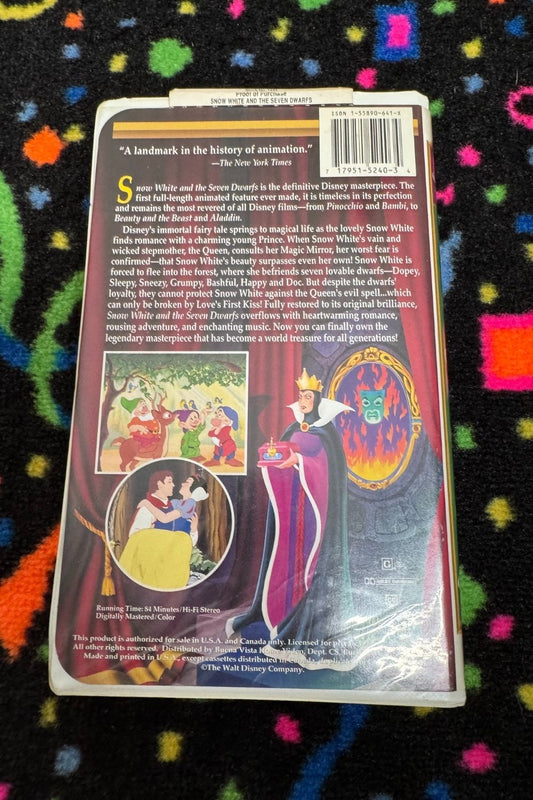 Proof of Purchase
SNOW WHITE AND THE SEVEN DWARFS
ISBN 1-55890-641-X
7 17951-5240-3 4
"A landmark in the history of animation."
—The New York Times
Snow White and the Seven Dwarfs is the definitive Disney masterpiece. The
first full-length animated feature ever made, it is timeless in its perfection
and remains the most revered of all Disney films—from Pinocchio and Bambi, to
Beauty and the Beast and Aladdin.
Disney's immortal fairy tale springs to magical life as the lovely Snow White
finds romance with a charming young Prince. When Snow White's vain and
wicked stepmother, the Queen, consults her Magic Mirror, her worst fear is
confirmed—that Snow White's beauty surpasses even her own! Snow White is
forced to flee into the forest, where she befriends seven lovable dwarfs—Dopey,
Sleepy, Sneezy, Grumpy, Bashful, Happy and Doc. But despite the dwarfs'
loyalty, they cannot protect Snow White against the Queen's evil spell...which
can only be broken by Love's First Kiss! Fully restored to its original brilliance,
Snow White and the Seven Dwarfs overflows with heartwarming romance,
rousing adventure, and enchanting music. Now you can finally own the
legendary masterpiece that has become a world treasure for all generations!
G
Running Time: 84 Minutes/Hi-Fi Stereo
Digitally Mastered/Color
This product is authorized for sale in U.S.A. and Canada only. Licensed for
All other rights reserved. Distributed by Buena Vista Home Video, Dept. CS,
Made and printed in U.S.A., except cassettes distributed in Canada,
©The Walt Disney Company.